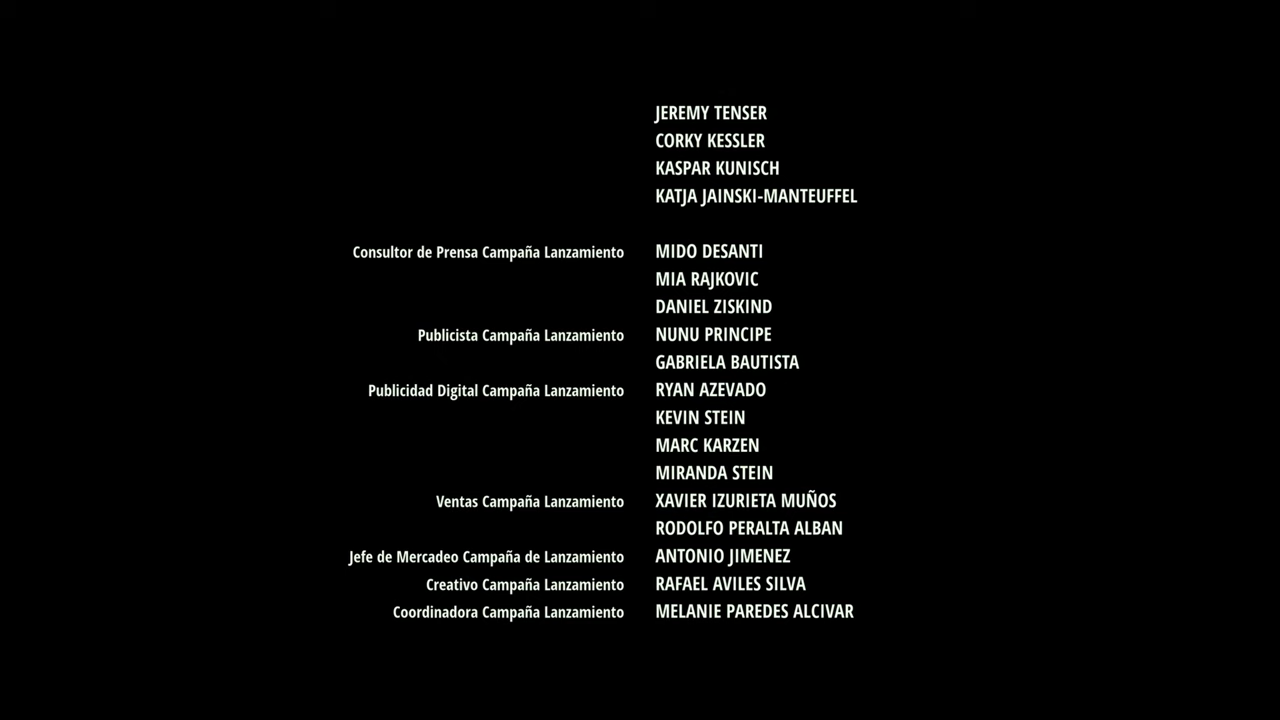 JEREMY TENSER
CORKY KESSLER
KASPAR KUNISCH
KATJA JAINSKI-MANTEUFFEL
Consultor de Prensa Campaña Lanzamiento MIDO DESANTI
MIA RAJKOVIC
DANIEL ZISKIND
Publicista Campaña Lanzamiento NUNU PRINCIPE
GABRIELA BAUTISTA
Publicidad Digital Campaña Lanzamiento RYAN AZEVADO
KEVIN STEIN
MARC KARZEN
MIRANDA STEIN
Ventas Campaña Lanzamiento XAVIER IZURIETA MUÑOS
RODOLFO PERALTA ALBAN
Jefe de Mercadeo Campaña de Lanzamiento ANTONIO JIMENEZ
Creativo Campaña Lanzamiento RAFAEL AVILES SILVA
Coordinadora Campaña Lanzamiento MELANIE PAREDES ALCIVAR